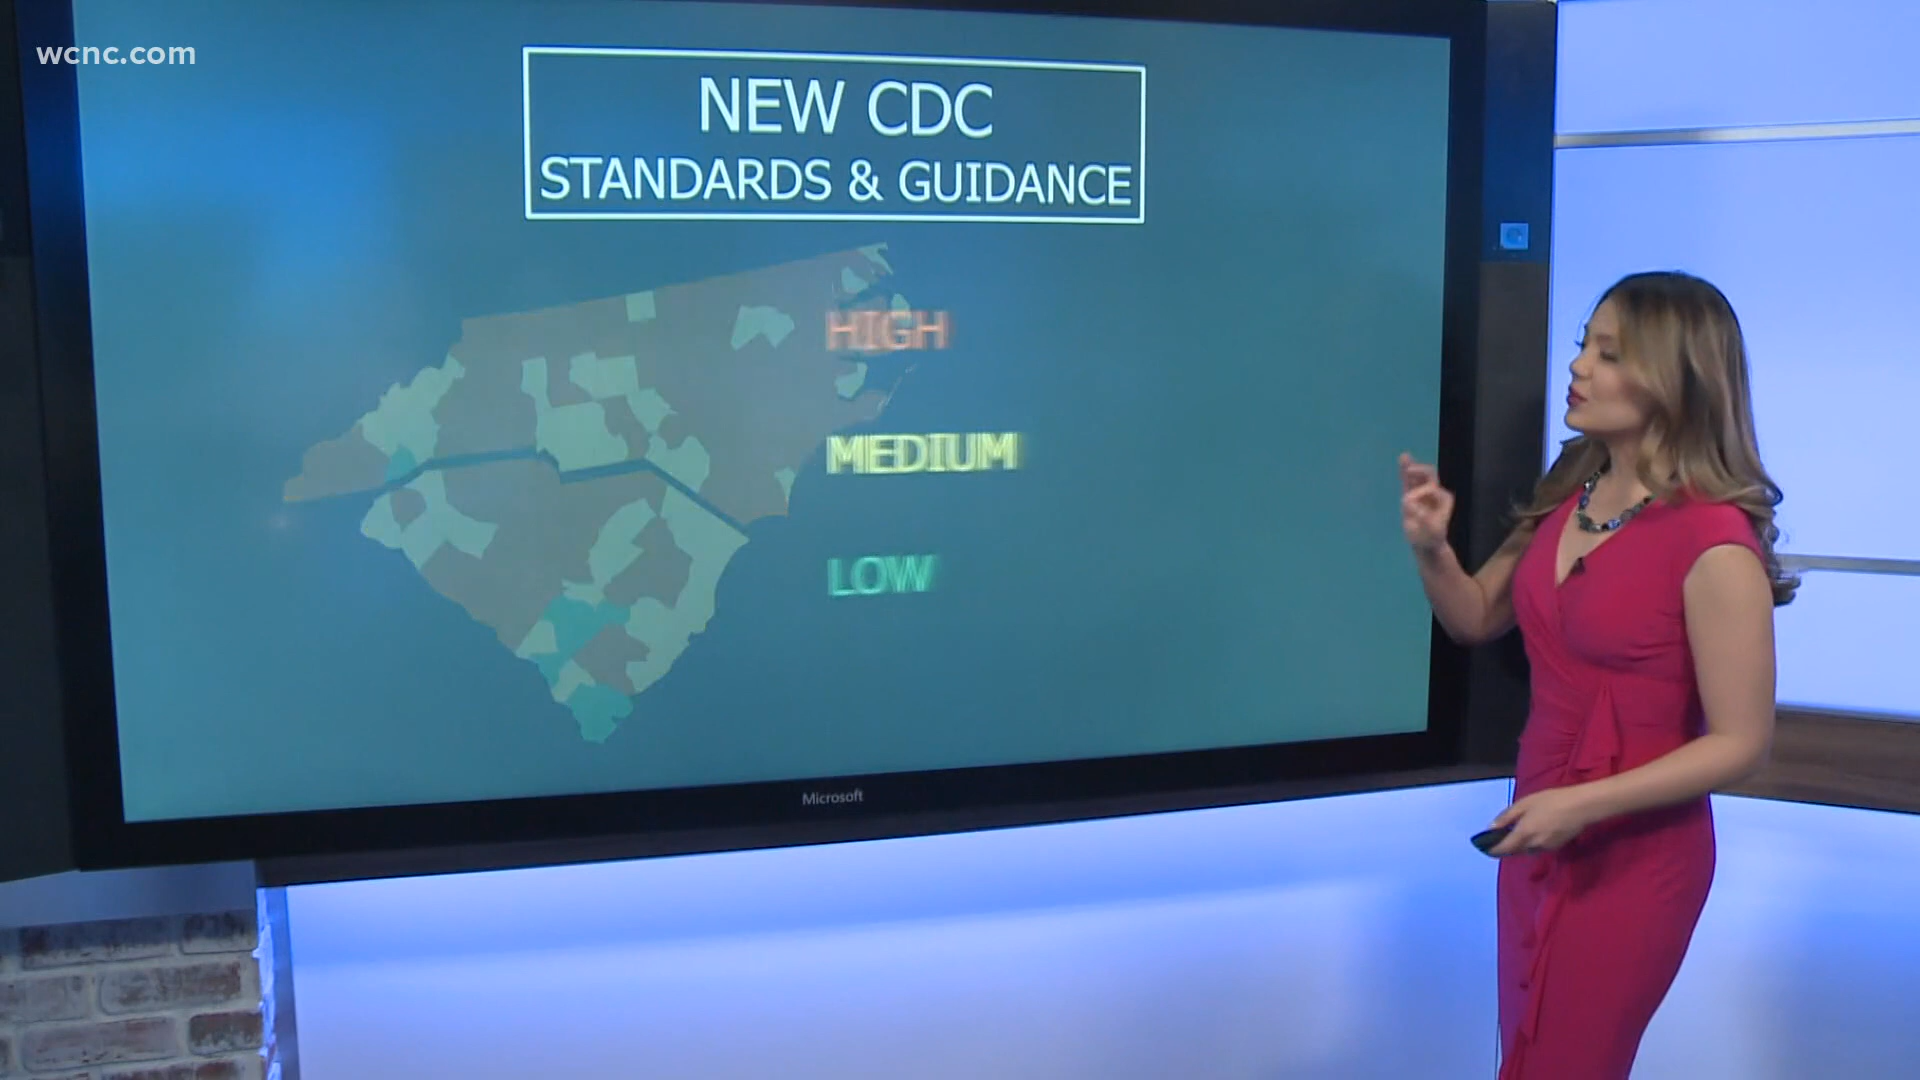 wcnc.com
NEW CDC
STANDARDS & GUIDANCE
HIGH
MEDIUM
LOW
Microsoft